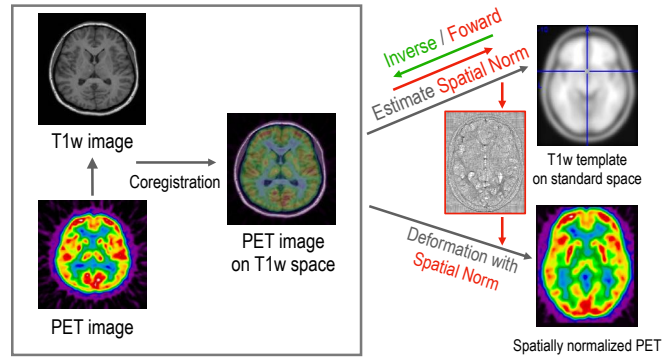 T1w image
Coregistration
PET image
PET image
on T1w space
Inverse / Foward
Estimate Spatial Norm
T1w template
on standard space
Deformation with
Spatial Norm
Spatially normalized PET